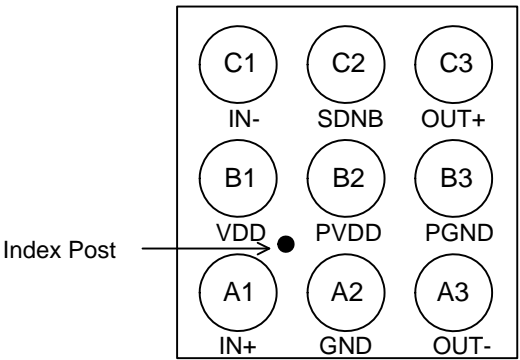 C1 C2 C3
IN- SDNB OUT+
B1 B2 B3
VDD PVDD PGND
Index Post
A1 A2 A3
IN+ GND OUT-